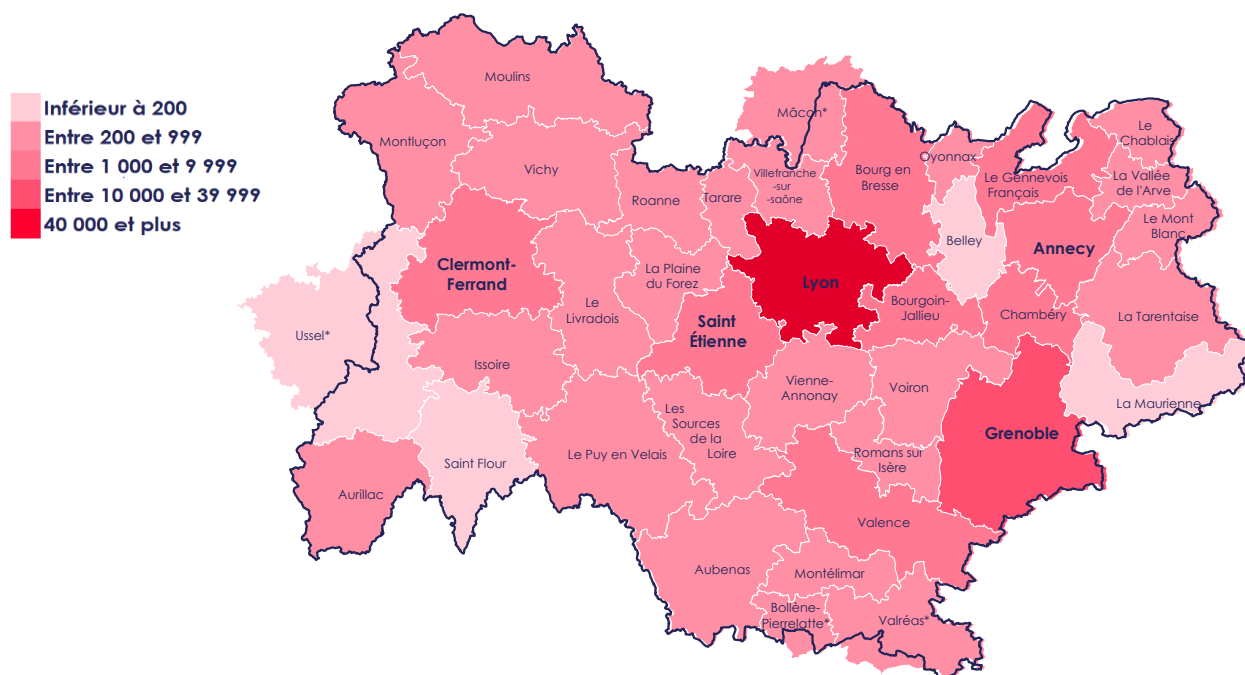 Inférieur à 200
Entre 200 et 999
Entre 1 000 et 9 999
Entre 10 000 et 39 999
40 000 et plus
Moulins
Montluçon
Vichy
Mâcon*
Roanne
Tarare
Villefranche
-sur
-saône
Bourg en
Bresse
Oyonnax
Le Gennevois
Français
Le
Chablais
La Vallée
de l'Arve
Le Mont
Blanc
Belley
Annecy
Clermont-
Ferrand
La Plaine
du Forez
Le
Livradois
Lyon
Bourgoin-
Jallieu
Chambéry
La Tarentaise
Ussel*
Saint
Étienne
Issoire
Vienne-
Annonay
Voiron
La Maurienne
Les
Sources
de la
Loire
Grenoble
Le Puy en Velais
Romans sur
Isère
Saint Flour
Aurillac
Valence
Aubenas
Montélimar
Bollène-
Pierrelatte*
Valréas*